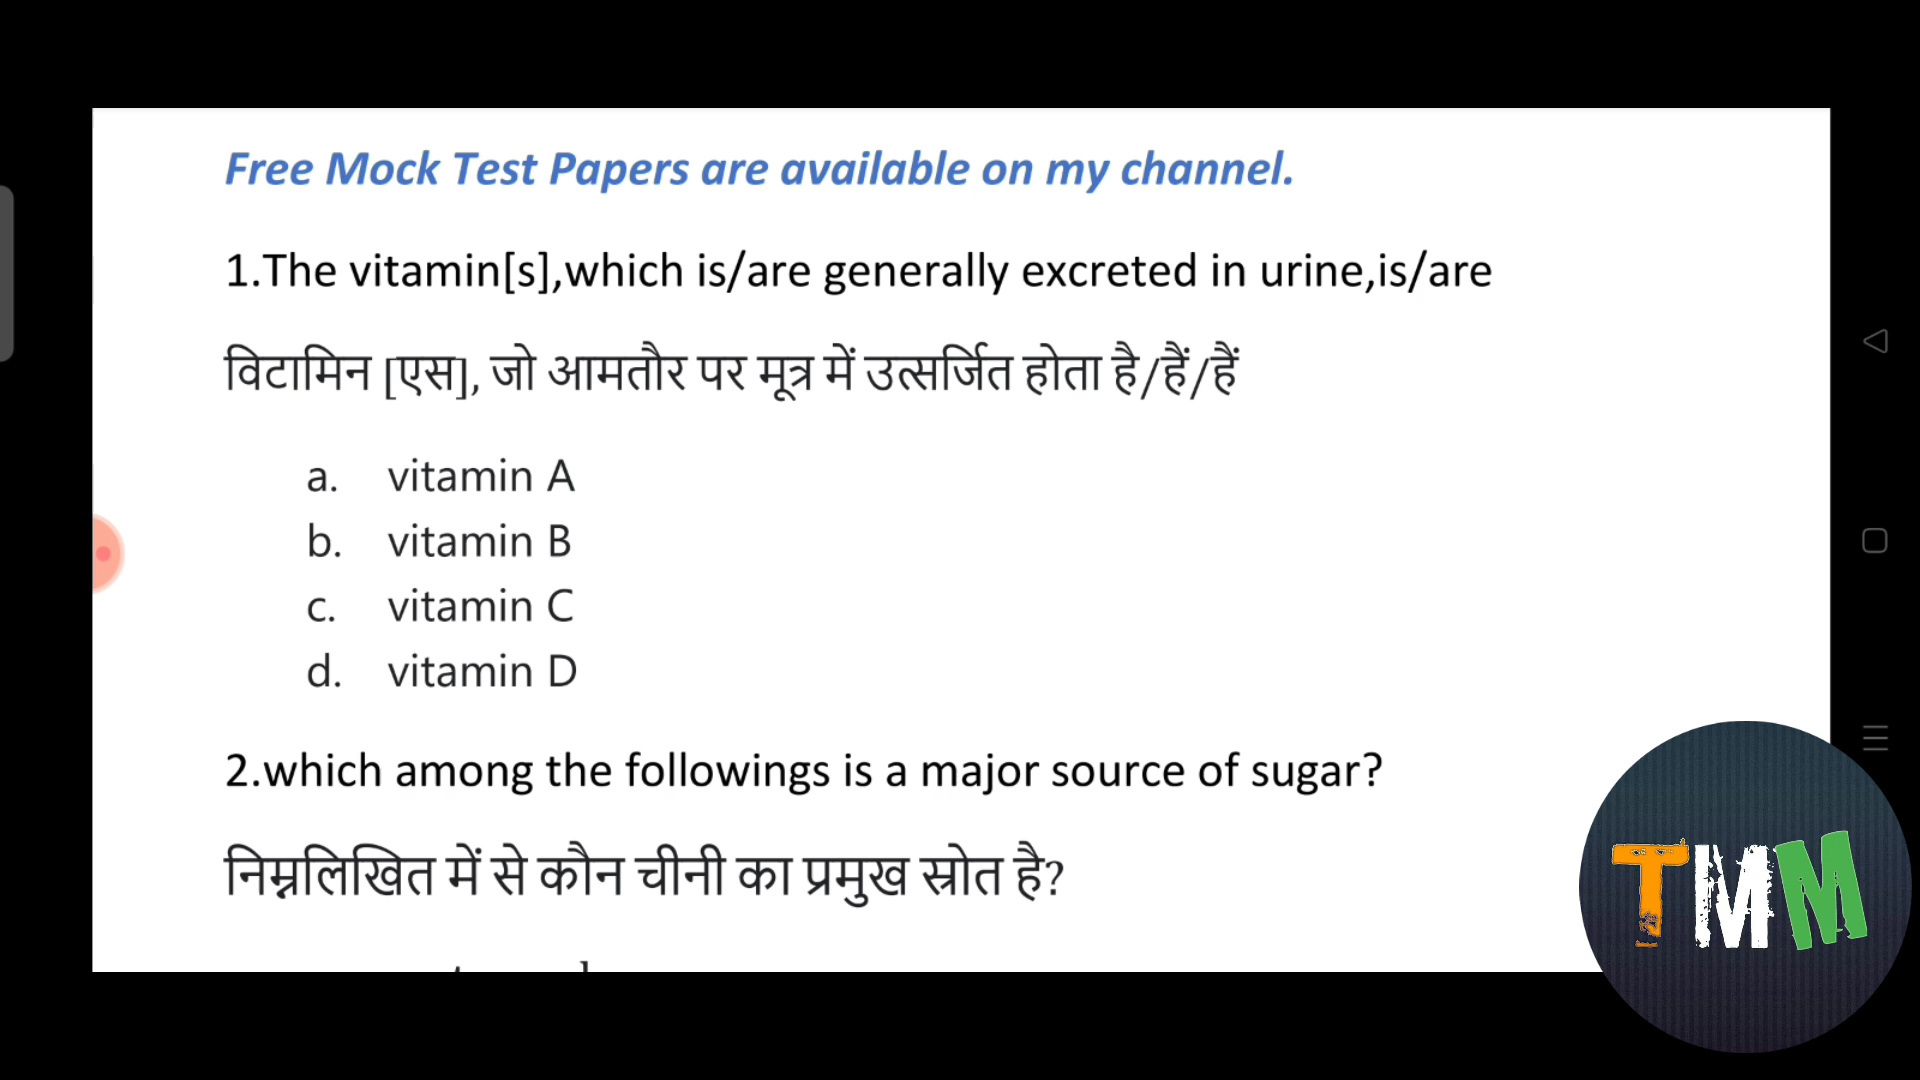 Free Mock Test Papers are available on my channel.
1.The vitamin[s],which is/are generally excreted in urine,is/are
विटामिन [एस], जो आमतौर पर मूत्र में उत्सर्जित होता है/हैं/हैं
a. vitamin A
b. vitamin B
c. vitamin C
d. vitamin D
2.which among the followings is a major source of sugar?
निम्नलिखित में से कौन चीनी का प्रमुख स्रोत है?
TMM